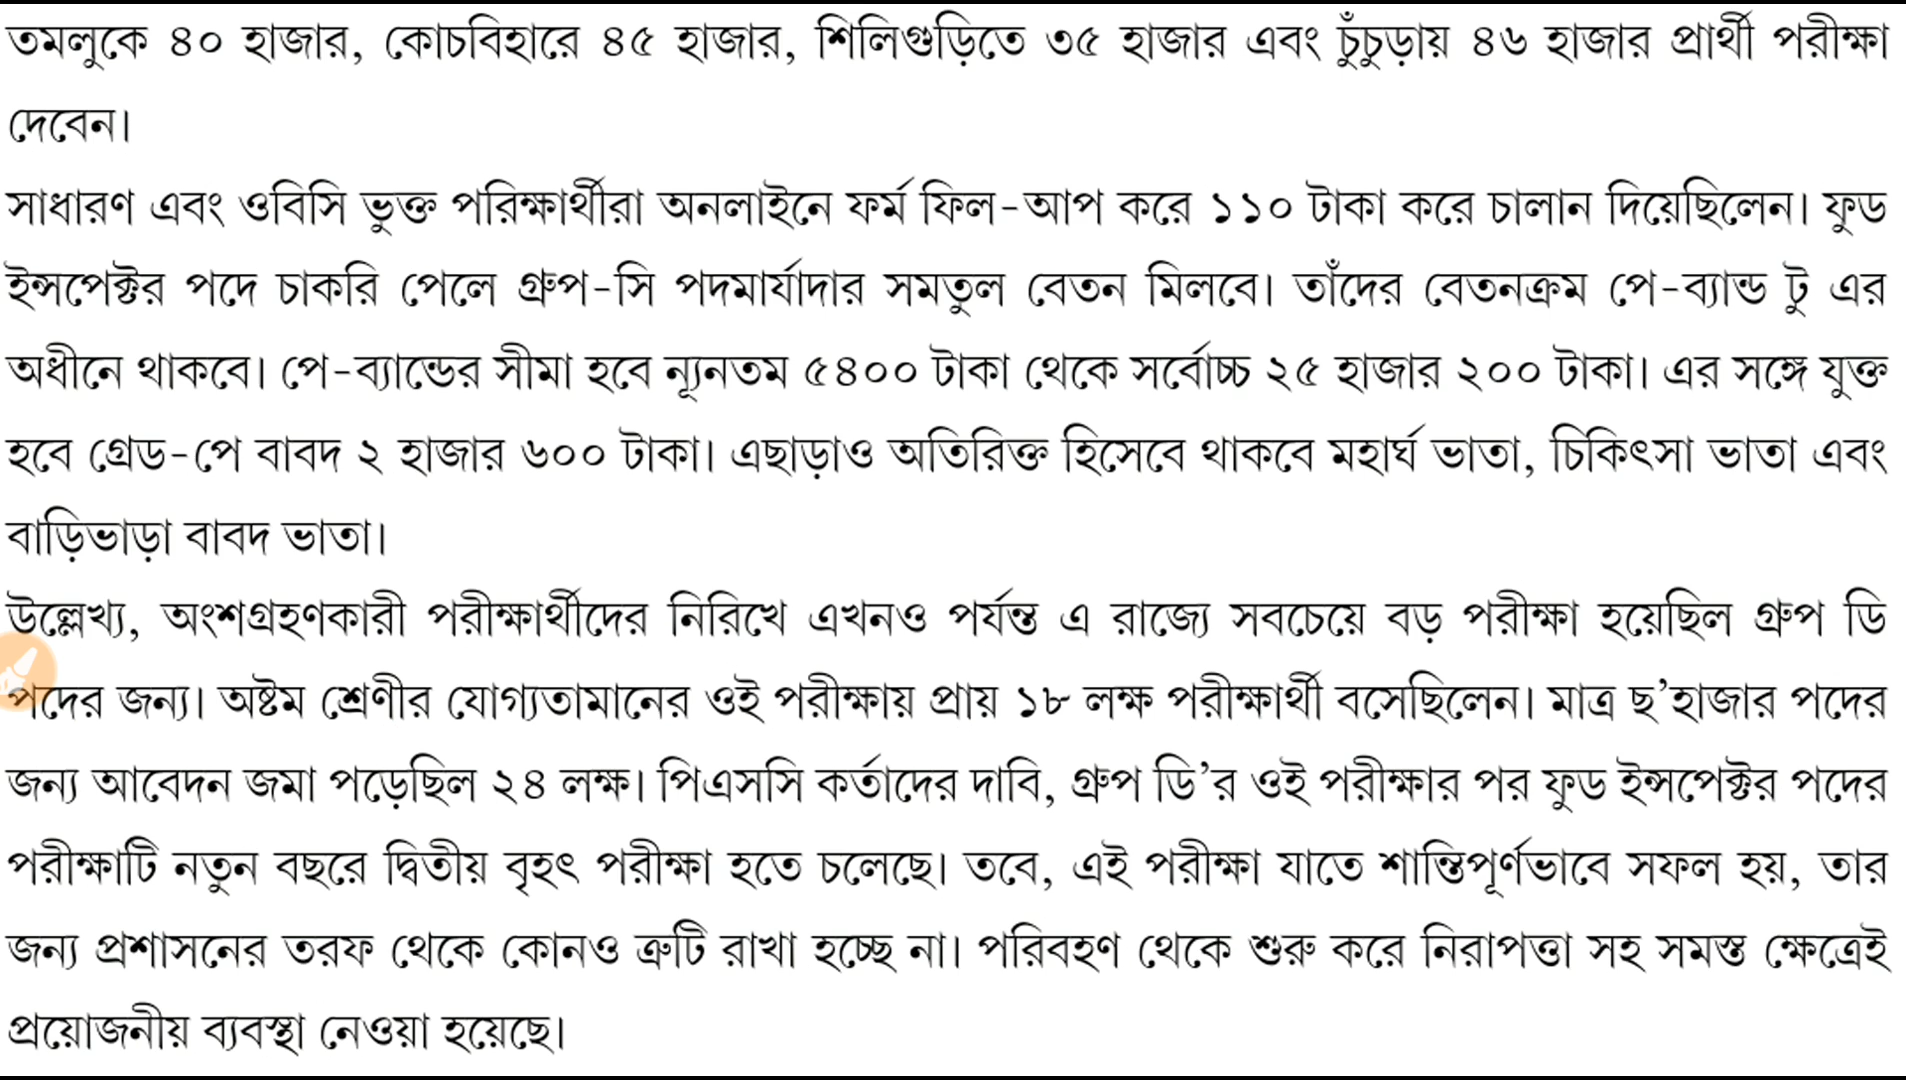 তমলুকে ৪০ হাজার, কোচবিহারে ৪৫ হাজার, শিলিগুড়িতে ৩৫ হাজার এবং চুঁচুড়ায় ৪৬ হাজার প্রার্থী পরীক্ষা
দেবেন।
সাধারণ এবং ওবিসি ভুক্ত পরিক্ষার্থীরা অনলাইনে ফর্ম ফিল-আপ করে ১১০ টাকা করে চালান দিয়েছিলেন। ফুড
ইন্সপেক্টর পদে চাকরি পেলে গ্রুপ-সি পদমার্যাদার সমতুল বেতন মিলবে। তাঁদের বেতনক্রম পে-ব্যান্ড টু এর
অধীনে থাকবে। পে-ব্যান্ডের সীমা হবে ন্যূনতম ৫৪০০ টাকা থেকে সর্বোচ্চ ২৫ হাজার ২০০ টাকা। এর সঙ্গে যুক্ত
হবে গ্রেড-পে বাবদ ২ হাজার ৬০০ টাকা। এছাড়াও অতিরিক্ত হিসেবে থাকবে মহার্ঘ ভাতা, চিকিৎসা ভাতা এবং
বাড়িভাড়া বাবদ ভাতা।
উল্লেখ্য, অংশগ্রহণকারী পরীক্ষার্থীদের নিরিখে এখনও পর্যন্ত এ রাজ্যে সবচেয়ে বড় পরীক্ষা হয়েছিল গ্রুপ ডি
পদের জন্য। অষ্টম শ্রেণীর যোগ্যতামানের ওই পরীক্ষায় প্রায় ১৮ লক্ষ পরীক্ষার্থী বসেছিলেন। মাত্র ছ’হাজার পদের
জন্য আবেদন জমা পড়েছিল ২৪ লক্ষ। পিএসসি কর্তাদের দাবি, গ্রুপ ডি’র ওই পরীক্ষার পর ফুড ইন্সপেক্টর পদের
পরীক্ষাটি নতুন বছরে দ্বিতীয় বৃহৎ পরীক্ষা হতে চলেছে। তবে, এই পরীক্ষা যাতে শান্তিপূর্ণভাবে সফল হয়, তার
জন্য প্রশাসনের তরফ থেকে কোনও ত্রুটি রাখা হচ্ছে না। পরিবহণ থেকে শুরু করে নিরাপত্তা সহ সমস্ত ক্ষেত্রেই
প্রয়োজনীয় ব্যবস্থা নেওয়া হয়েছে।